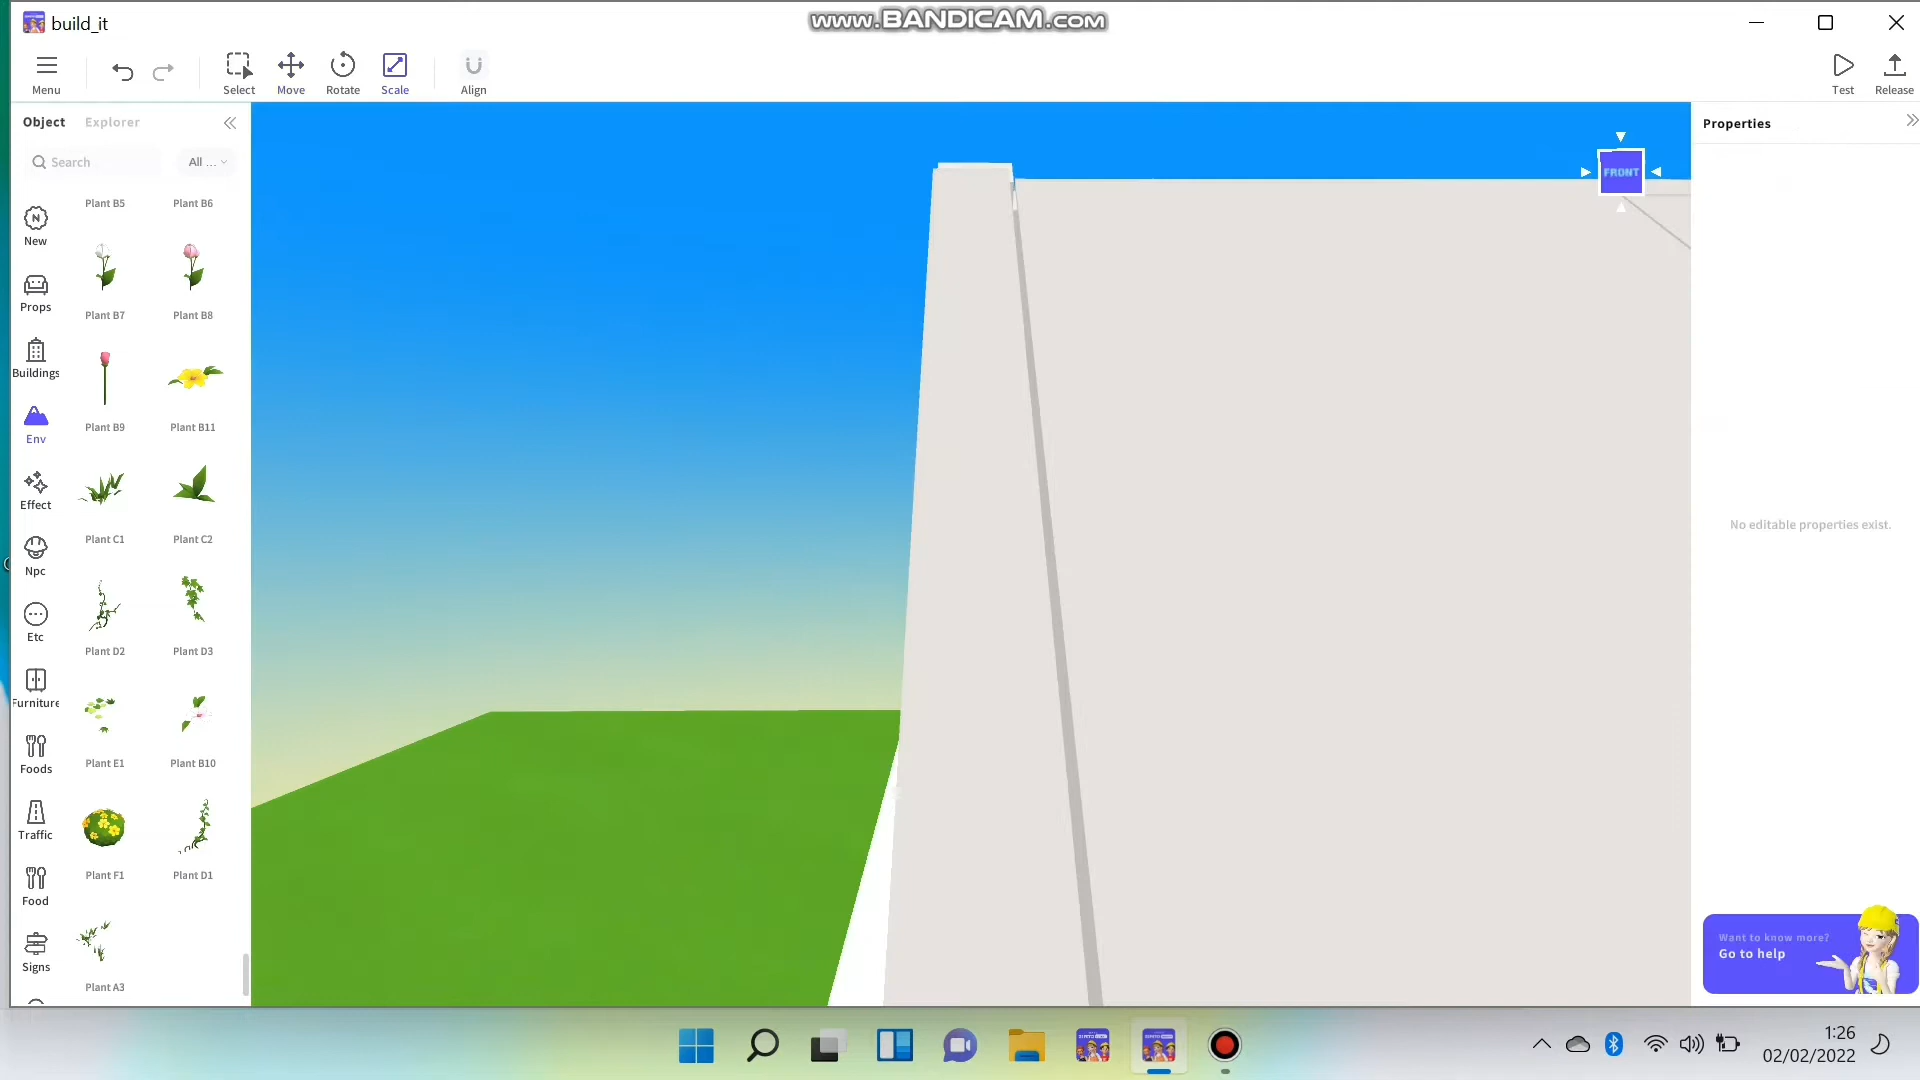 build_it
www.BANDICAM.com
Menu
Select
Move
Rotate
Scale
Align
Test
Release
Object
Explorer
Search
All ...
Properties
FRONT
New
Props
Buildings
Env
Effect
Npc
Etc
Furniture
Foods
Traffic
Food
Signs
Plant B5
Plant B6
Plant B7
Plant B8
Plant B9
Plant B11
Plant C1
Plant C2
Plant D2
Plant D3
Plant E1
Plant B10
Plant F1
Plant D1
Plant A3
No editable properties exist.
Want to know more?
Go to help
1:26
02/02/2022